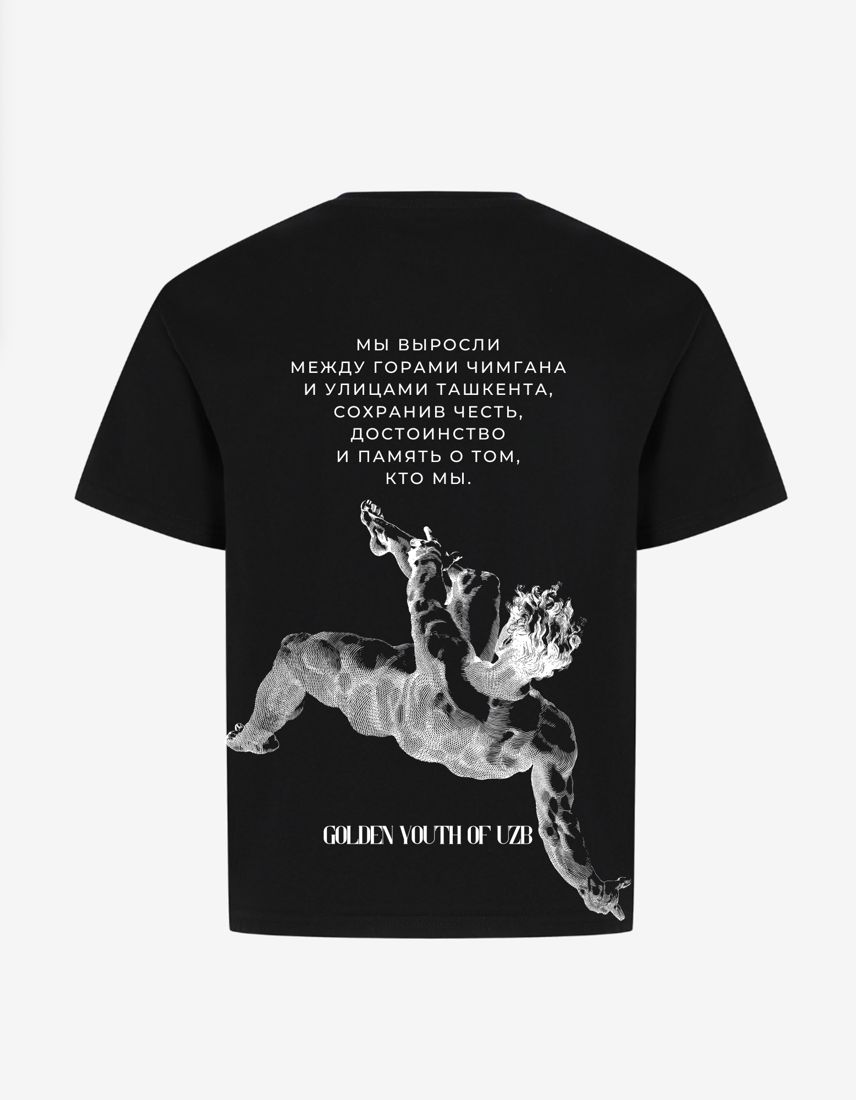 МЫ ВЫРОСЛИ
МЕЖДУ ГОРАМИ ЧИМГАНА
И УЛИЦАМИ ТАШКЕНТА,
СОХРАНИВ ЧЕСТЬ,
ДОСТОИНСТВО
И ПАМЯТЬ О ТОМ,
КТО МЫ.
GOLDEN YOUTH OF UZB